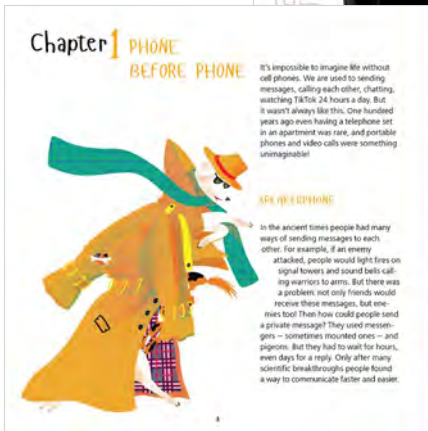 Chapter 1 PHONE
BEFORE PHONE
It's impossible to imagine life without
cell phones. We are used to sending
messages, calling each other, chatting,
watching TikTok 24 hours a day. But
it wasn't always like this. One hundred
years ago even having a telephone set
in an apartment was rare, and portable
phones and video calls were something
unimaginable!
SPEAKERPHONE
In the ancient times people had many
ways of sending messages to each
other. For example, if an enemy
attacked, people would light fires on
signal towers and sound bells call-
ing warriors to arms. But there was
a problem: not only friends would
receive these messages, but ene-
mies too! Then how could people send
a private message? They used messen-
gers — sometimes mounted ones — and
pigeons. But they had to wait for hours,
even days for a reply. Only after many
scientific breakthroughs people found
a way to communicate faster and easier.